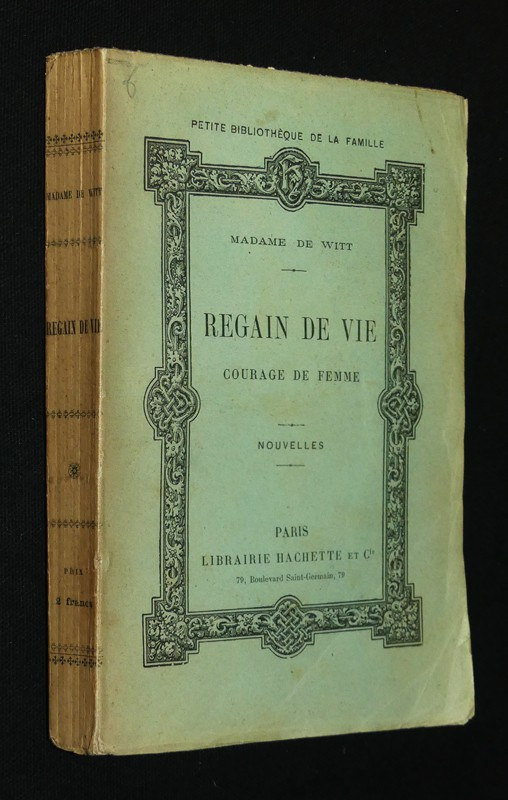 6
PETITE BIBLIOTHÈQUE DE LA FAMILLE
H
MADAME DE WITT
REGAIN DE VIE
COURAGE DE FEMME
NOUVELLES
PARIS
LIBRAIRIE HACHETTE ET Cie
79, Boulevard Saint-Germain, 79
MADAME DE WITT
REGAIN DE VIE
PRIX
2 francs